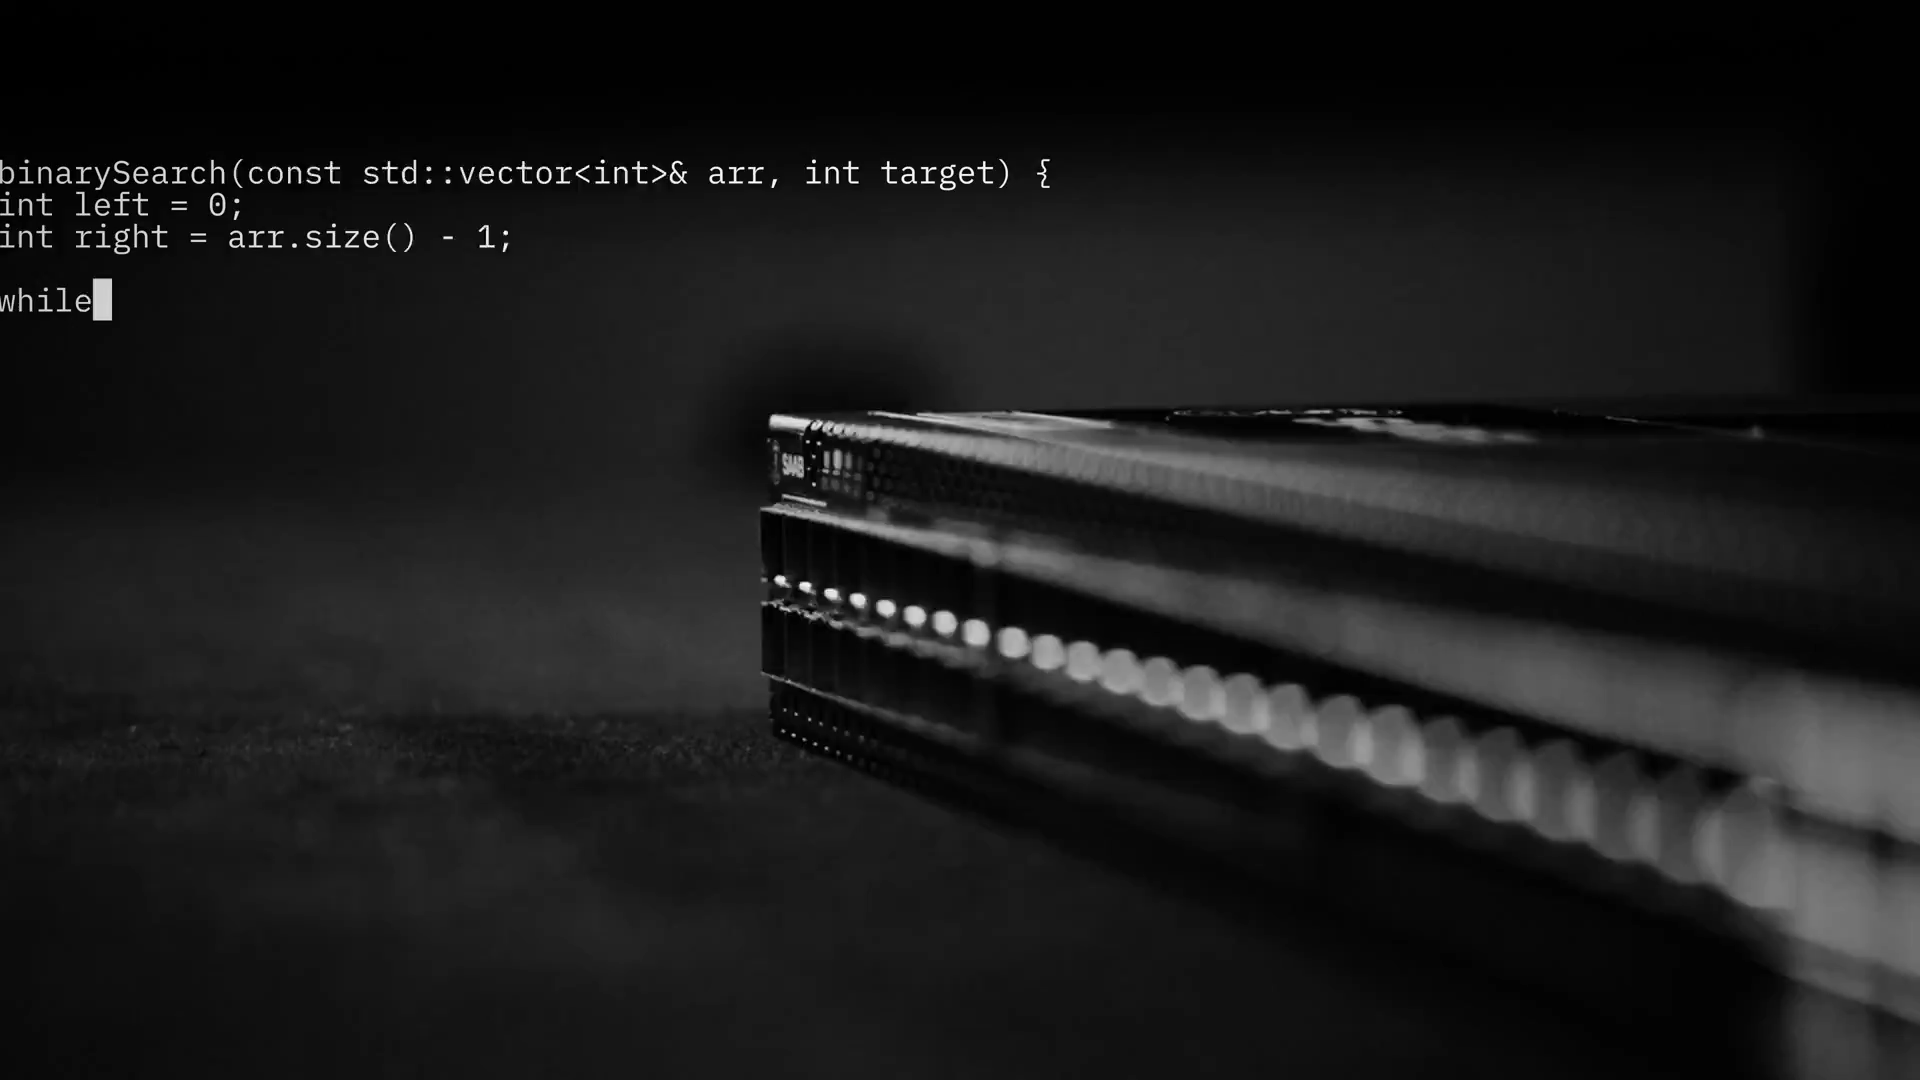 binarySearch(const std::vector<int>& arr, int target) {
int left = 0;
int right = arr.size() - 1;
while